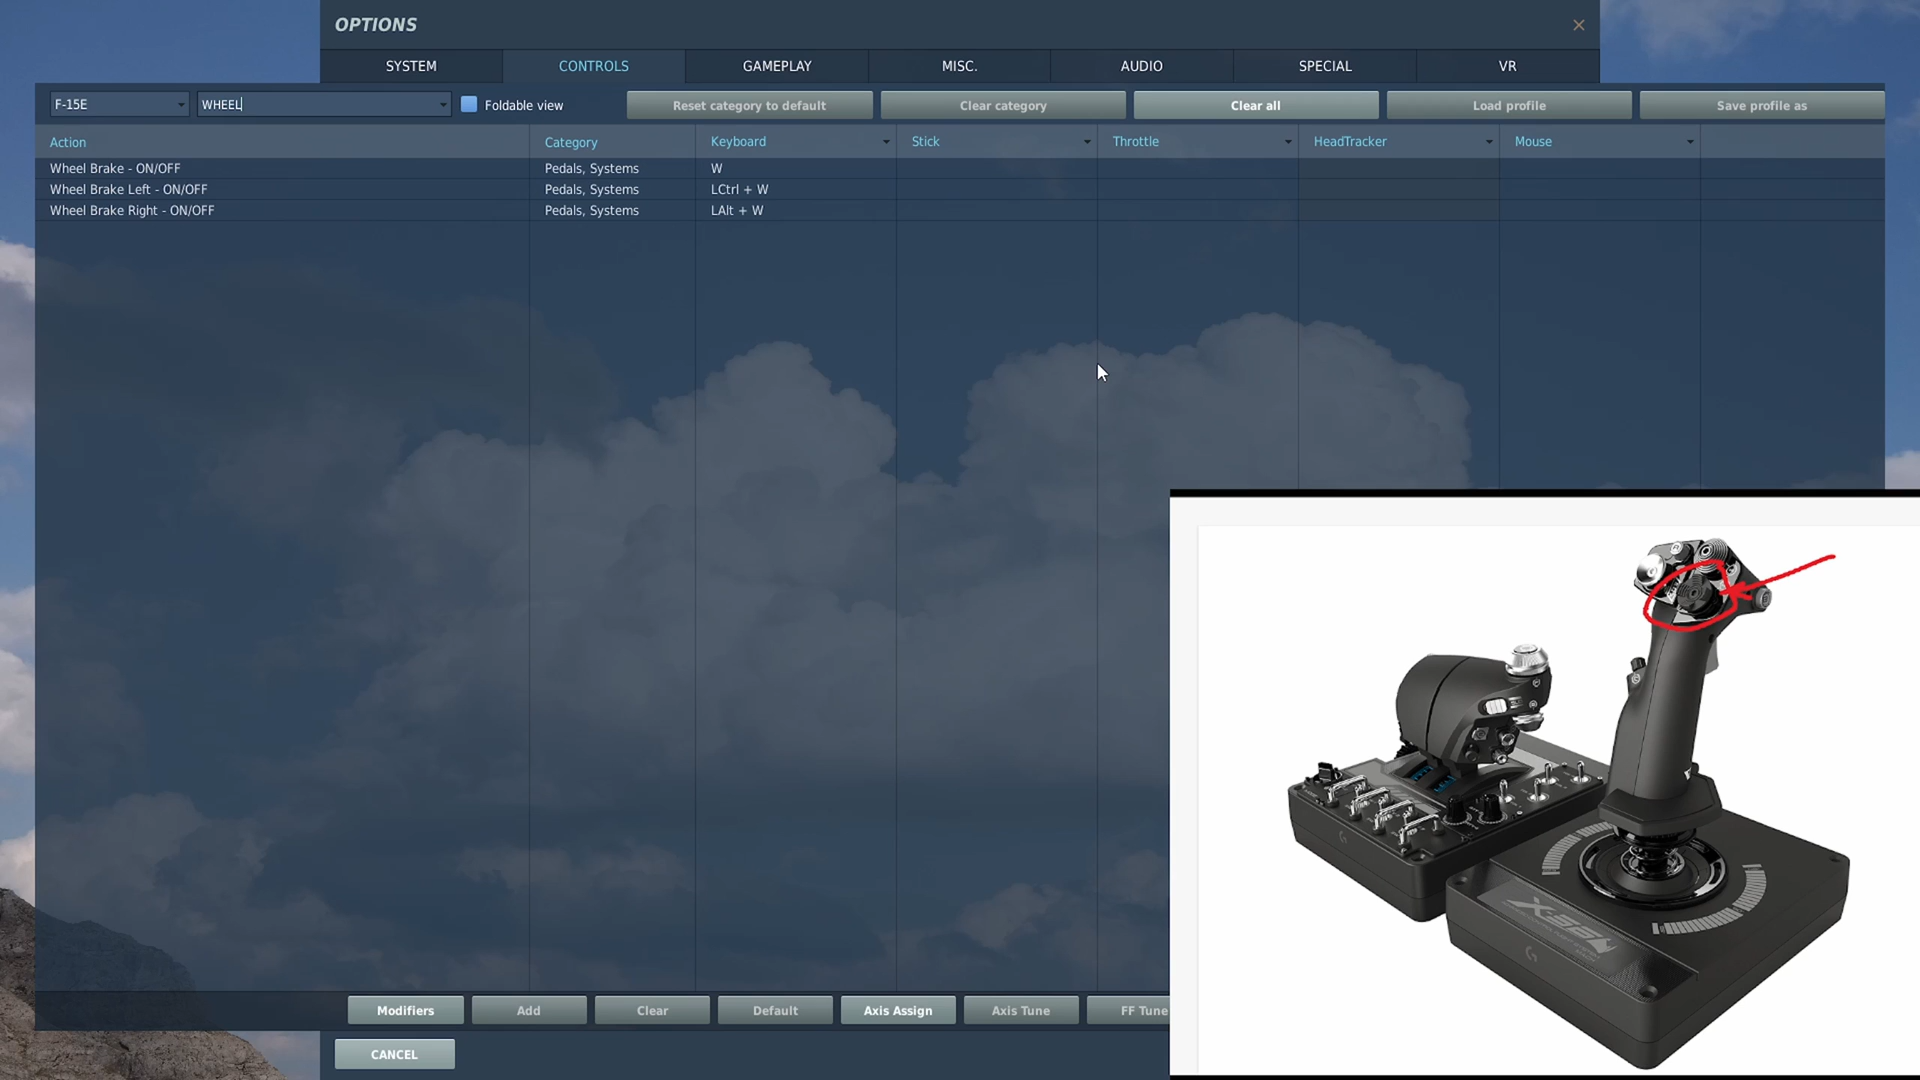 OPTIONS
SYSTEM CONTROLS GAMEPLAY MISC. AUDIO SPECIAL VR
F-15E WHEEL Foldable view Reset category to default Clear category Clear all Load profile Save profile as
Action Category Keyboard Stick Throttle HeadTracker Mouse
Wheel Brake - ON/OFF Pedals, Systems W
Wheel Brake Left - ON/OFF Pedals, Systems LCtrl + W
Wheel Brake Right - ON/OFF Pedals, Systems LAlt + W
X-56
Modifiers Add Clear Default Axis Assign Axis Tune FF Tune
CANCEL